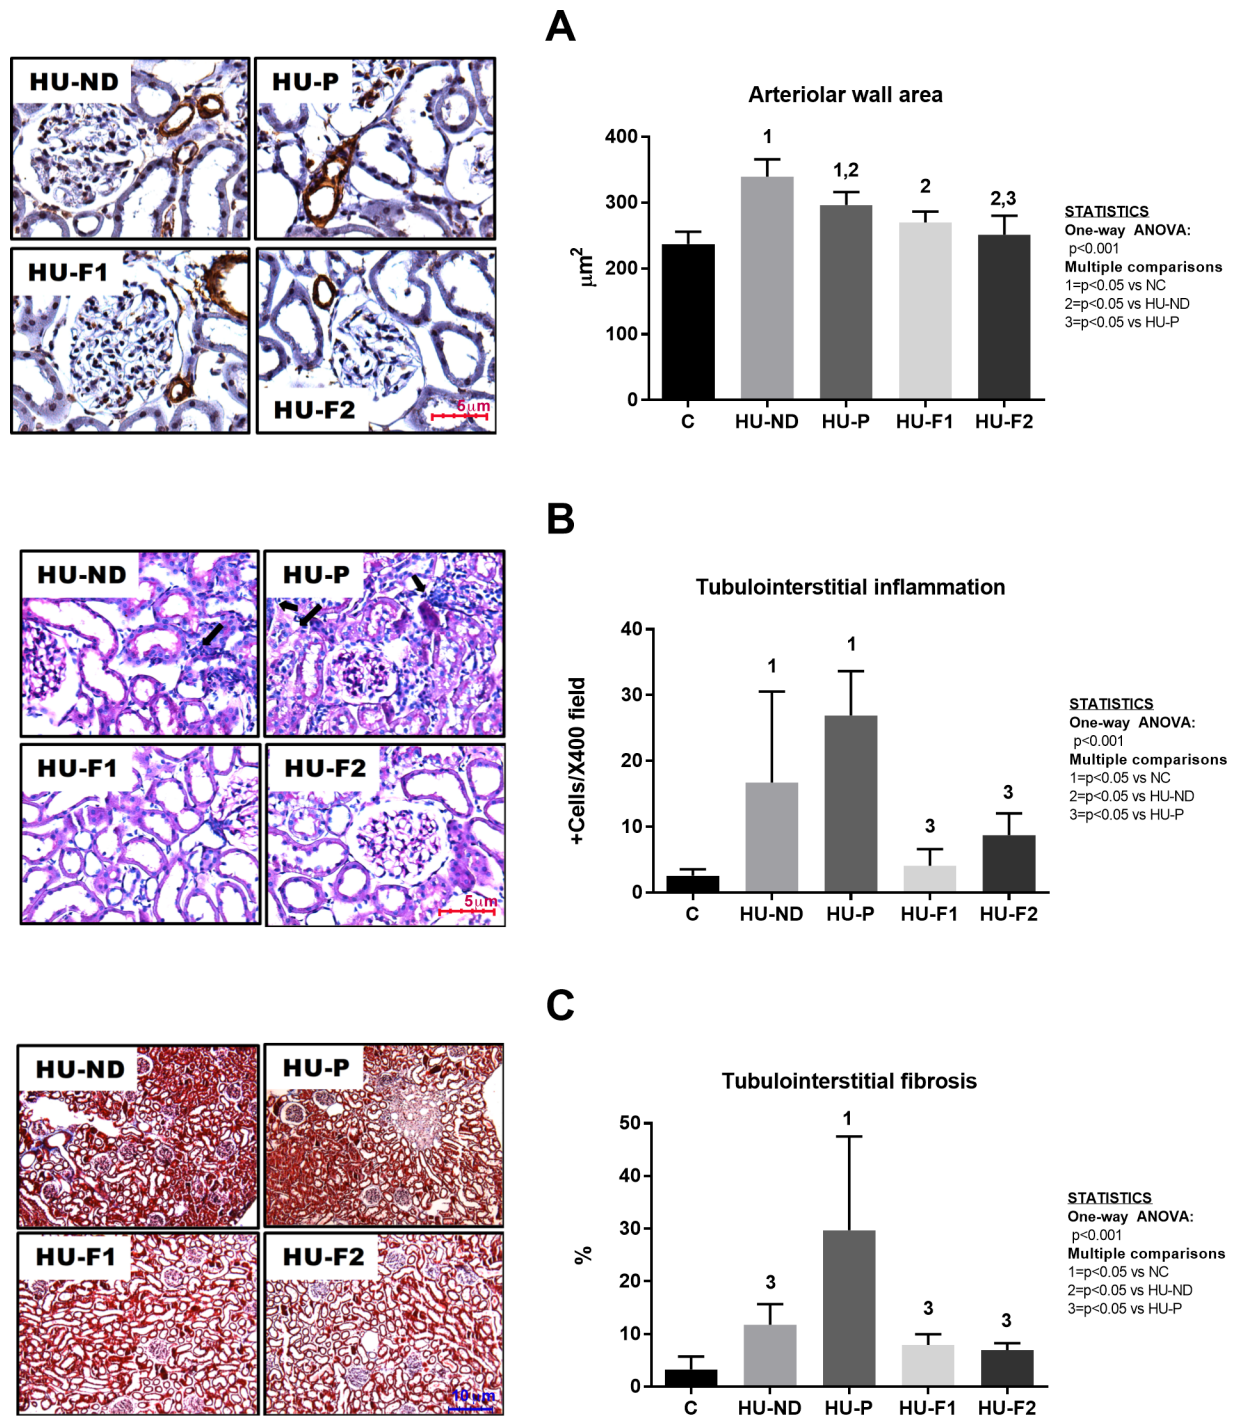 A
HU-ND
HU-P
HU-F1
HU-F2
5μm
Arteriolar wall area
μm²
400
300
200
100
0
1
1,2
2
2,3
C
HU-ND
HU-P
HU-F1
HU-F2
STATISTICS
One-way ANOVA:
p<0.001
Multiple comparisons
1=p<0.05 vs NC
2=p<0.05 vs HU-ND
3=p<0.05 vs HU-P
B
HU-ND
HU-P
HU-F1
HU-F2
5μm
Tubulointerstitial inflammation
+Cells/X400 field
40
30
20
10
0
1
1
3
3
C
HU-ND
HU-P
HU-F1
HU-F2
STATISTICS
One-way ANOVA:
p<0.001
Multiple comparisons
1=p<0.05 vs NC
2=p<0.05 vs HU-ND
3=p<0.05 vs HU-P
C
HU-ND
HU-P
HU-F1
HU-F2
10 μm
Tubulointerstitial fibrosis
%
50
40
30
20
10
0
3
1
3
3
C
HU-ND
HU-P
HU-F1
HU-F2
STATISTICS
One-way ANOVA:
p<0.001
Multiple comparisons
1=p<0.05 vs NC
2=p<0.05 vs HU-ND
3=p<0.05 vs HU-P